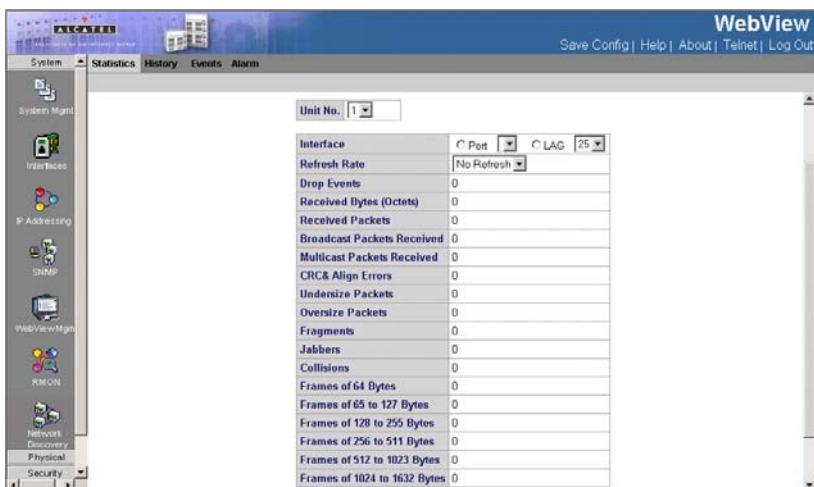 ALCATEL
WebView
Save Config | Help | About | Telnet | Log Out
System
Statistics History Events Alarm
System Mgmt
Interfaces
IP Addressing
SNMP
WebViewMgm
RMON
Network
Discovery
Physical
Security
Unit No. 1
Interface Port LAG 25
Refresh Rate No Refresh
Drop Events 0
Received Bytes (Octets) 0
Received Packets 0
Broadcast Packets Received 0
Multicast Packets Received 0
CRC& Align Errors 0
Undersize Packets 0
Oversize Packets 0
Fragments 0
Jabbers 0
Collisions 0
Frames of 64 Bytes 0
Frames of 65 to 127 Bytes 0
Frames of 128 to 255 Bytes 0
Frames of 256 to 511 Bytes 0
Frames of 512 to 1023 Bytes 0
Frames of 1024 to 1632 Bytes 0